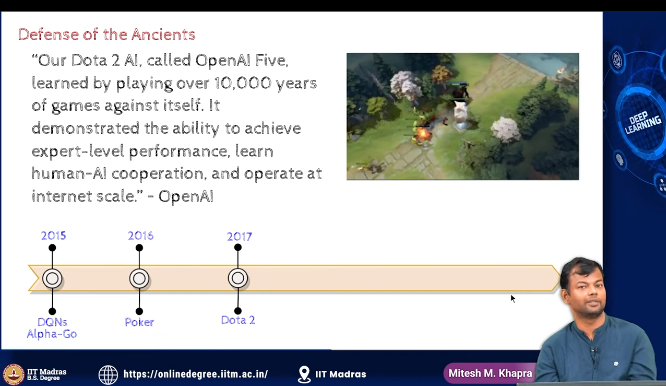 Defense of the Ancients
“Our Dota 2 AI, called OpenAI Five,
learned by playing over 10,000 years
of games against itself. It
demonstrated the ability to achieve
expert-level performance, learn
human-AI cooperation, and operate at
internet scale.” - OpenAI
DEEP
LEARNING
2015
2016
2017
DQNs
Alpha-Go
Poker
Dota 2
IIT Madras
B.S. Degree
https://onlinedegree.iitm.ac.in/
IIT Madras
Mitesh M. Khapra